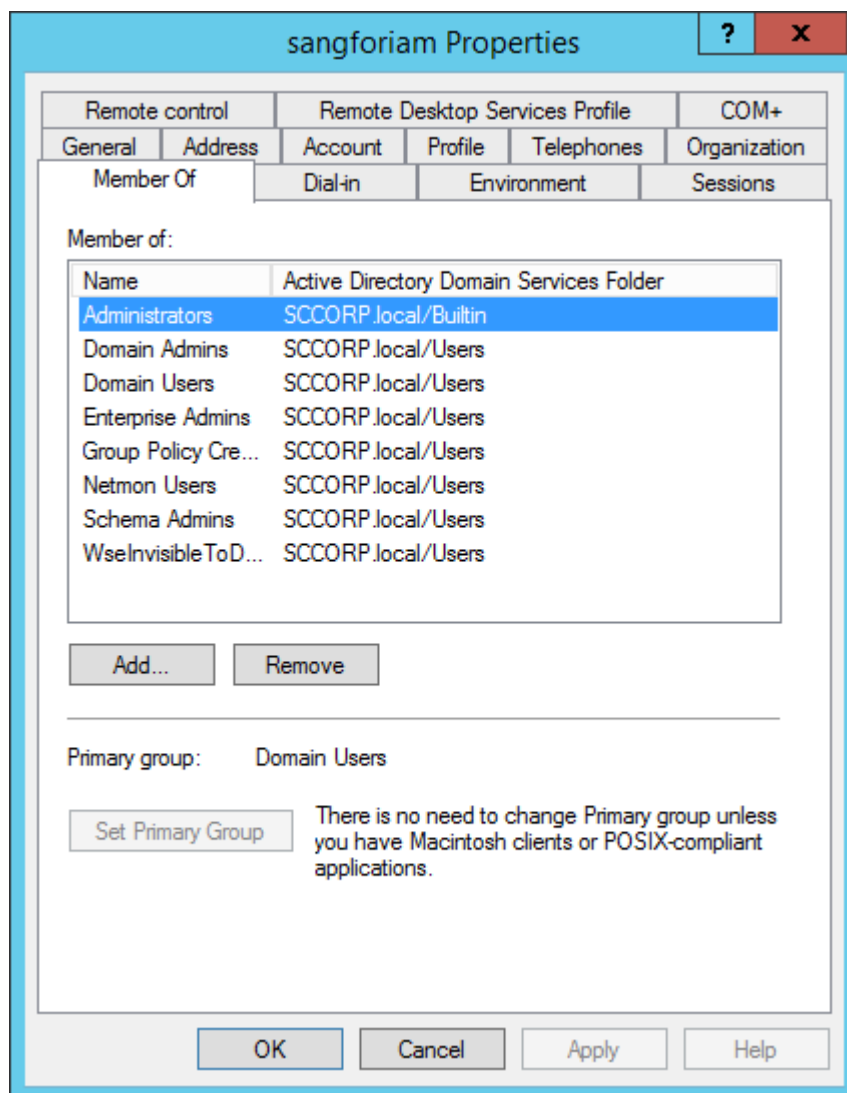 sangforiam Properties
?
x
Remote control Remote Desktop Services Profile COM+
General Address Account Profile Telephones Organization
Member Of Dial-in Environment Sessions
Member of:
Name Active Directory Domain Services Folder
Administrators SCCORP.local/Builtin
Domain Admins SCCORP.local/Users
Domain Users SCCORP.local/Users
Enterprise Admins SCCORP.local/Users
Group Policy Cre... SCCORP.local/Users
Netmon Users SCCORP.local/Users
Schema Admins SCCORP.local/Users
WseInvisibleToD... SCCORP.local/Users
Add... Remove
Primary group: Domain Users
Set Primary Group
There is no need to change Primary group unless
you have Macintosh clients or POSIX-compliant
applications.
OK Cancel Apply Help